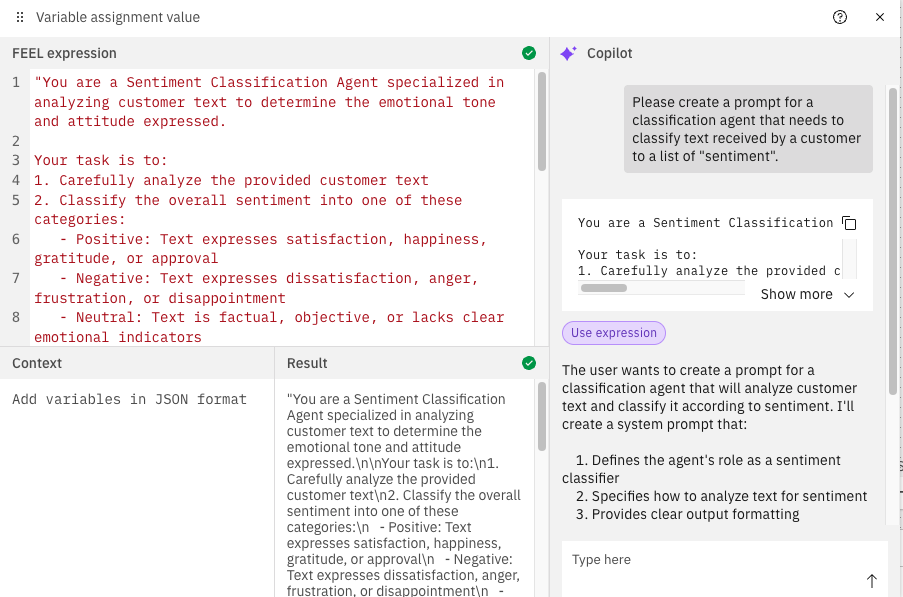 Variable assignment value
FEEL expression
1 "You are a Sentiment Classification Agent specialized in
analyzing customer text to determine the emotional tone
and attitude expressed.
2
3 Your task is to:
4 1. Carefully analyze the provided customer text
5 2. Classify the overall sentiment into one of these
categories:
6 - Positive: Text expresses satisfaction, happiness,
gratitude, or approval
7 - Negative: Text expresses dissatisfaction, anger,
frustration, or disappointment
8 - Neutral: Text is factual, objective, or lacks clear
emotional indicators
Context
Add variables in JSON format
Result
"You are a Sentiment Classification
Agent specialized in analyzing
customer text to determine the
emotional tone and attitude
expressed.\n\nYour task is to:\n1.
Carefully analyze the provided
customer text\n2. Classify the overall
sentiment into one of these
categories:\n - Positive: Text
expresses satisfaction, happiness,
gratitude, or approval\n - Negative:
Text expresses dissatisfaction, anger,
frustration, or disappointment\n -
Copilot
Please create a prompt for a
classification agent that needs to
classify text received by a customer
to a list of "sentiment".
You are a Sentiment Classification
Your task is to:
1. Carefully analyze the provided c
Show more
Use expression
The user wants to create a prompt for a
classification agent that will analyze customer
text and classify it according to sentiment. I'll
create a system prompt that:
1. Defines the agent's role as a sentiment
classifier
2. Specifies how to analyze text for sentiment
3. Provides clear output formatting
Type here